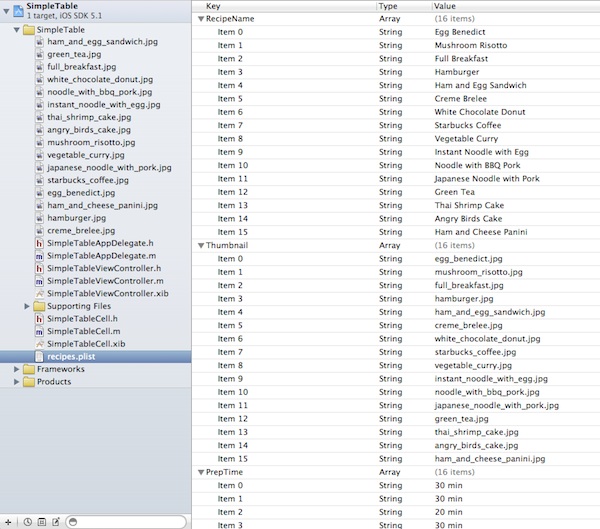 SimpleTable
1 target, iOS SDK 5.1
SimpleTable
ham_and_egg_sandwich.jpg
green_tea.jpg
full_breakfast.jpg
white_chocolate_donut.jpg
noodle_with_bbq_pork.jpg
instant_noodle_with_egg.jpg
thai_shrimp_cake.jpg
angry_birds_cake.jpg
mushroom_risotto.jpg
vegetable_curry.jpg
japanese_noodle_with_pork.jpg
starbucks_coffee.jpg
egg_benedict.jpg
ham_and_cheese_panini.jpg
hamburger.jpg
creme_brelee.jpg
h SimpleTableAppDelegate.h
m SimpleTableAppDelegate.m
h SimpleTableViewController.h
m SimpleTableViewController.m
SimpleTableViewController.xib
Supporting Files
h SimpleTableCell.h
m SimpleTableCell.m
SimpleTableCell.xib
recipes.plist
Frameworks
Products
Key Type Value
RecipeName Array (16 items)
Item 0 String Egg Benedict
Item 1 String Mushroom Risotto
Item 2 String Full Breakfast
Item 3 String Hamburger
Item 4 String Ham and Egg Sandwich
Item 5 String Creme Brelee
Item 6 String White Chocolate Donut
Item 7 String Starbucks Coffee
Item 8 String Vegetable Curry
Item 9 String Instant Noodle with Egg
Item 10 String Noodle with BBQ Pork
Item 11 String Japanese Noodle with Pork
Item 12 String Green Tea
Item 13 String Thai Shrimp Cake
Item 14 String Angry Birds Cake
Item 15 String Ham and Cheese Panini
Thumbnail Array (16 items)
Item 0 String egg_benedict.jpg
Item 1 String mushroom_risotto.jpg
Item 2 String full_breakfast.jpg
Item 3 String hamburger.jpg
Item 4 String ham_and_egg_sandwich.jpg
Item 5 String creme_brelee.jpg
Item 6 String white_chocolate_donut.jpg
Item 7 String starbucks_coffee.jpg
Item 8 String vegetable_curry.jpg
Item 9 String instant_noodle_with_egg.jpg
Item 10 String noodle_with_bbq_pork.jpg
Item 11 String japanese_noodle_with_pork.jpg
Item 12 String green_tea.jpg
Item 13 String thai_shrimp_cake.jpg
Item 14 String angry_birds_cake.jpg
Item 15 String ham_and_cheese_panini.jpg
PrepTime Array (16 items)
Item 0 String 30 min
Item 1 String 30 min
Item 2 String 20 min
Item 3 String 30 min